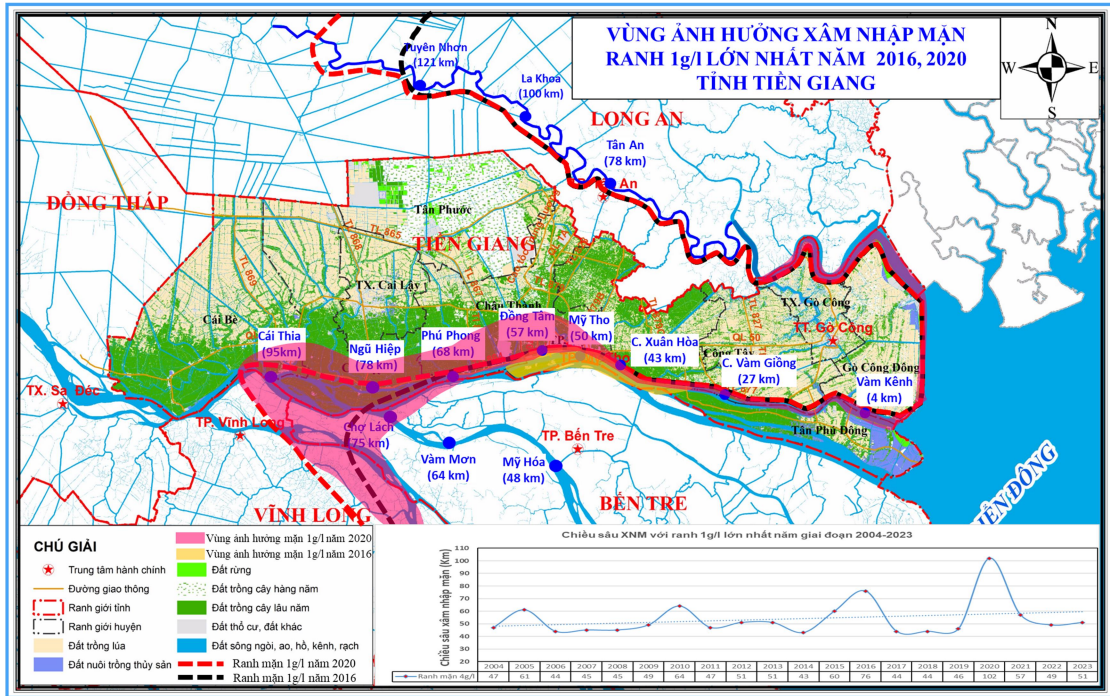 VÙNG ẢNH HƯỞNG XÂM NHẬP MẶN
RANH 1g/l LỚN NHẤT NĂM 2016, 2020
TỈNH TIỀN GIANG
N
W
E
S
Tuyên Nhơn
(121 km)
La Khoa
(100 km)
LONG AN
Tân An
(78 km)
ĐỒNG THÁP
Tân Phước
TIỀN GIANG
TL 865
TL 868
TL 869
TX. Cai Lậy
Châu Thành
Cái Bè
Cái Thia
(95km)
Ngũ Hiệp
(78 km)
Phú Phong
(68 km)
Đồng Tâm
(57 km)
Mỹ Tho
(50 km)
C. Xuân Hòa
(43 km)
TX. Gò Công
TT. Gò Công
QL 50
TL 877
Gò Công Đông
C. Vàm Giồng
(27 km)
Vàm Kênh
(4 km)
Tân Phú Đông
TX. Sa Đéc
TP. Vĩnh Long
Chợ Lách
(75 km)
Vàm Mơn
(64 km)
TP. Bến Tre
Mỹ Hóa
(48 km)
BẾN TRE
VĨNH LONG
BIỂN ĐÔNG
CHÚ GIẢI
Trung tâm hành chính
Đường giao thông
Ranh giới tỉnh
Ranh giới huyện
Đất trồng lúa
Đất nuôi trồng thủy sản
Vùng ảnh hưởng mặn 1g/l năm 2020
Vùng ảnh hưởng mặn 1g/l năm 2016
Đất rừng
Đất trồng cây hàng năm
Đất trồng cây lâu năm
Đất thổ cư, đất khác
Đất sông ngòi, ao, hồ, kênh, rạch
Ranh mặn 1g/l năm 2020
Ranh mặn 1g/l năm 2016
Chiều sâu XNM với ranh 1g/l lớn nhất năm giai đoạn 2004-2023
Chiều sâu xâm nhập mặn (Km)
110
100
90
80
70
60
50
40
30
20
2004 2005 2006 2007 2008 2009 2010 2011 2012 2013 2014 2015 2016 2017 2018 2019 2020 2021 2022 2023
Ranh mặn 4g/l 47 61 44 45 45 49 64 47 51 51 43 60 76 44 44 46 102 57 49 51